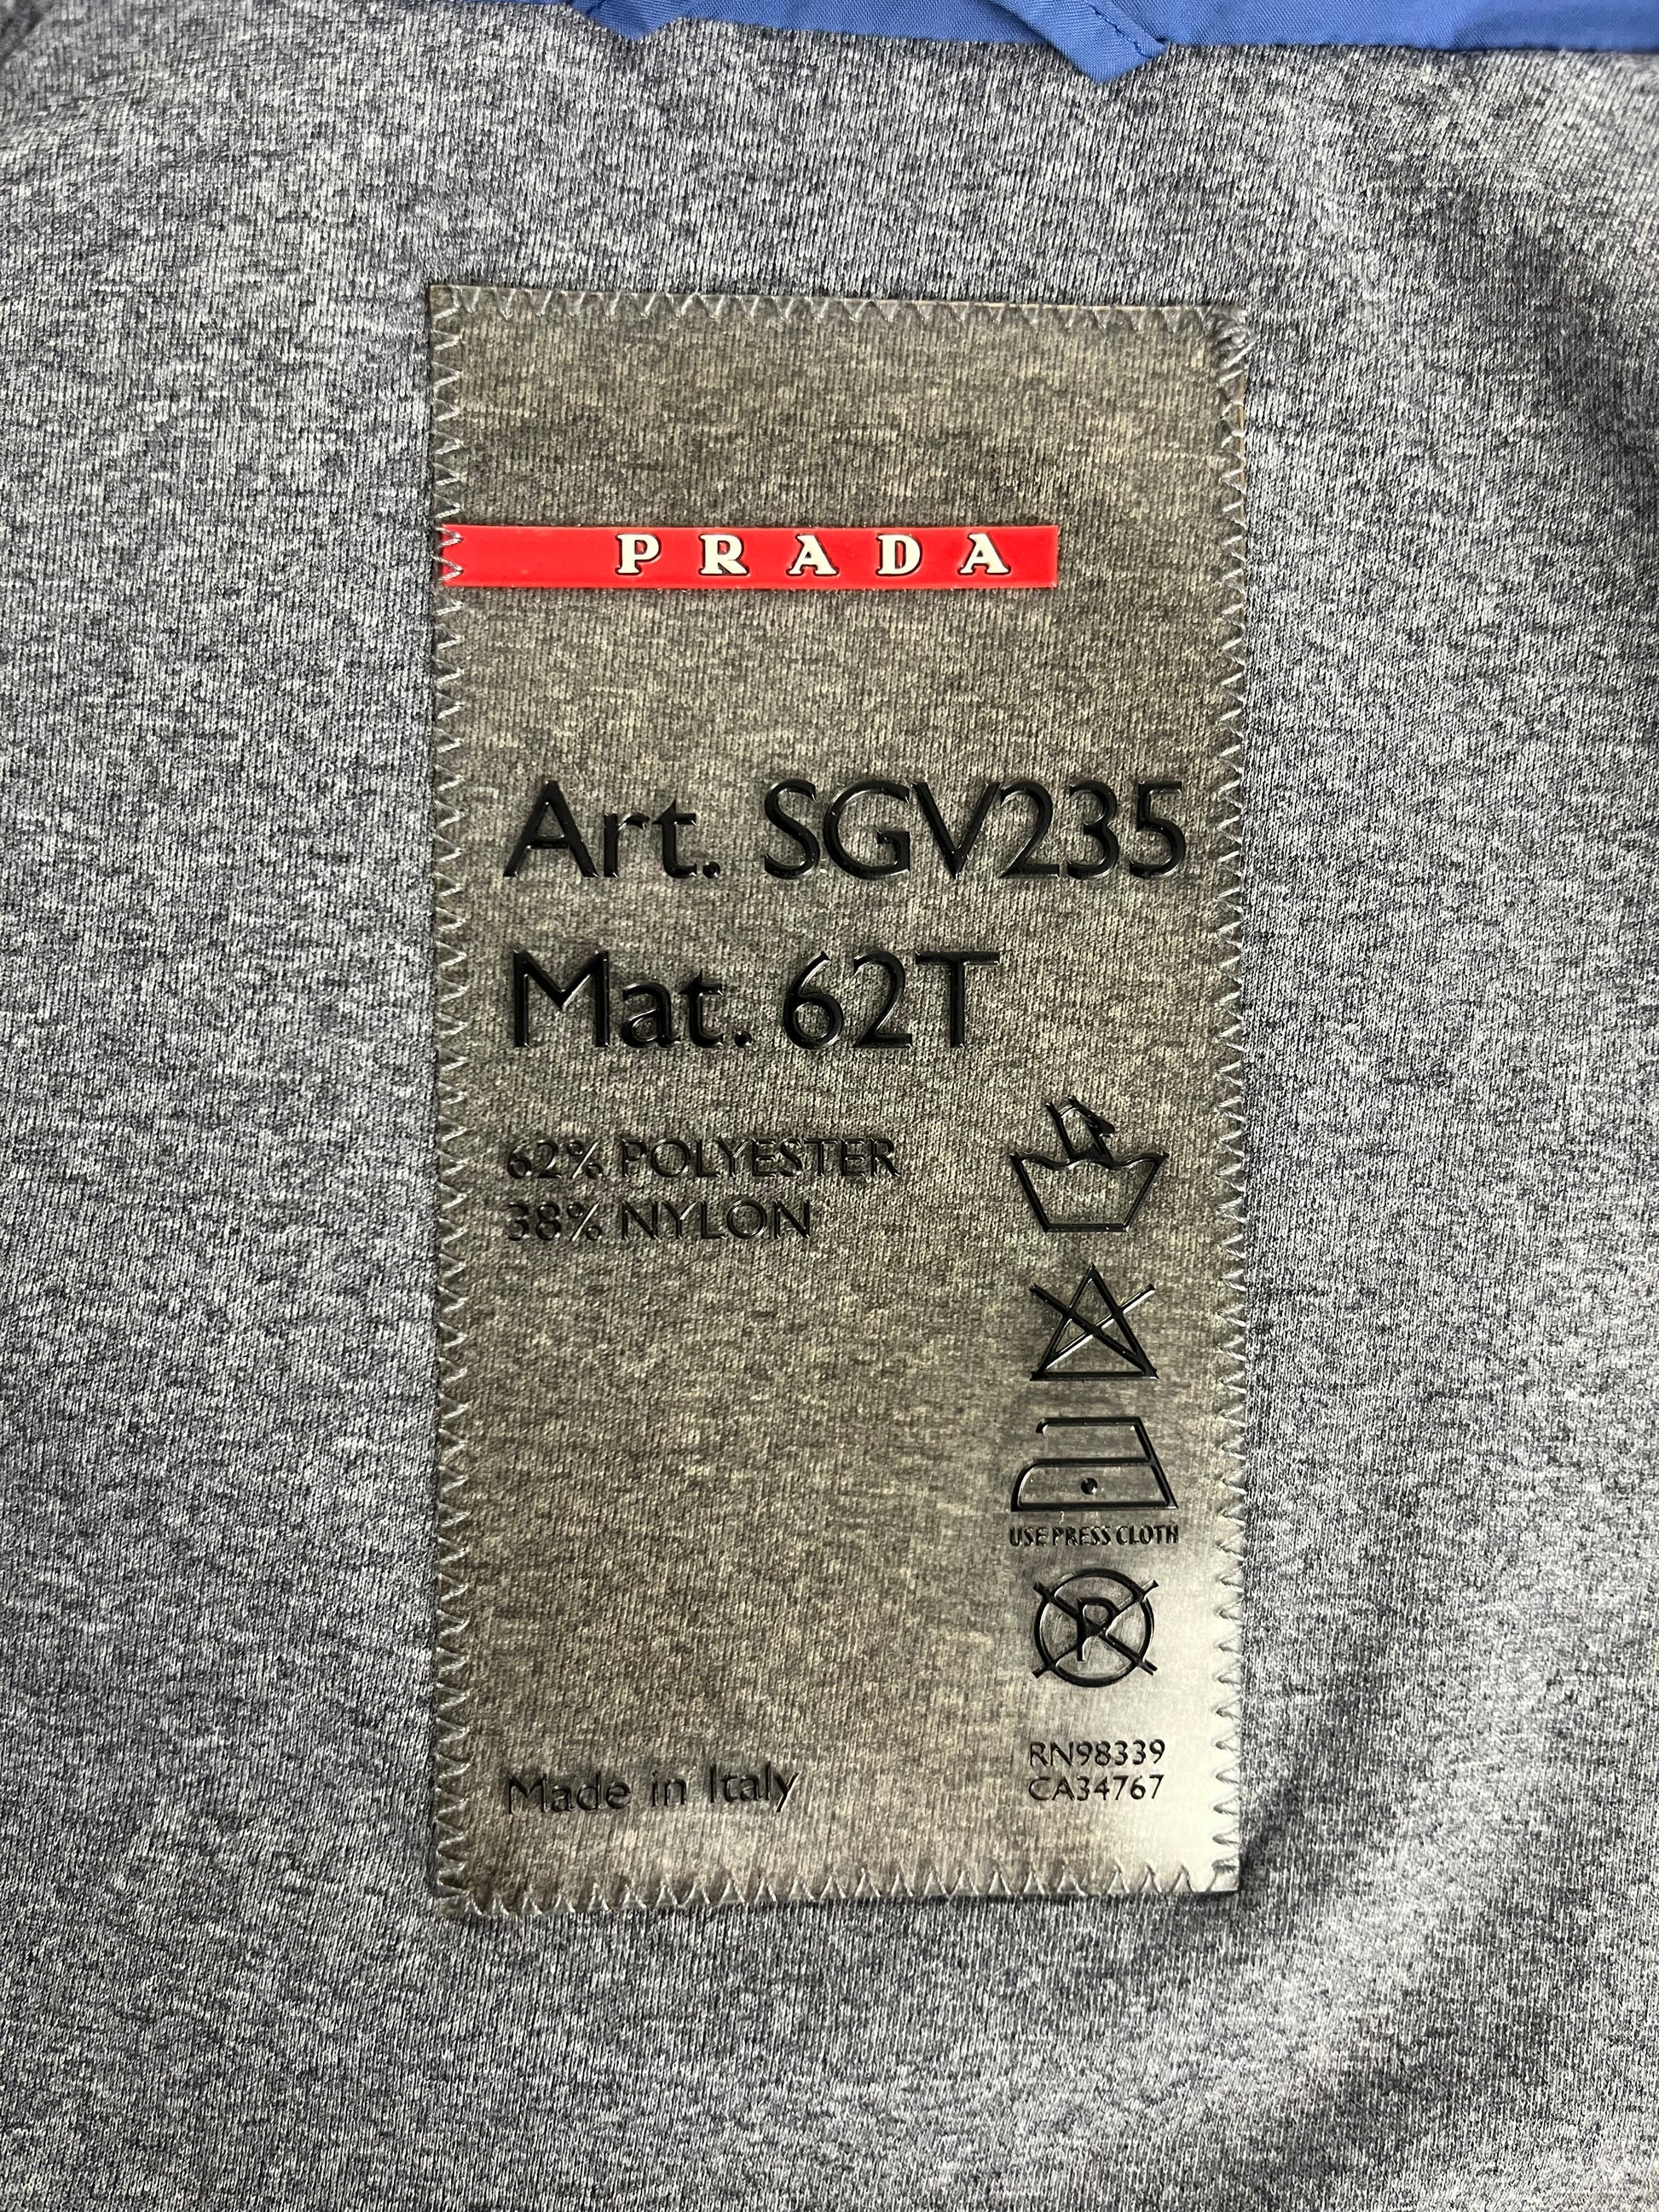 PRADA
Art. SGV235
Mat. 62T
62% POLYESTER
38% NYLON
USE PRESS CLOTH
P
RN98339
CA34767
Made in Italy